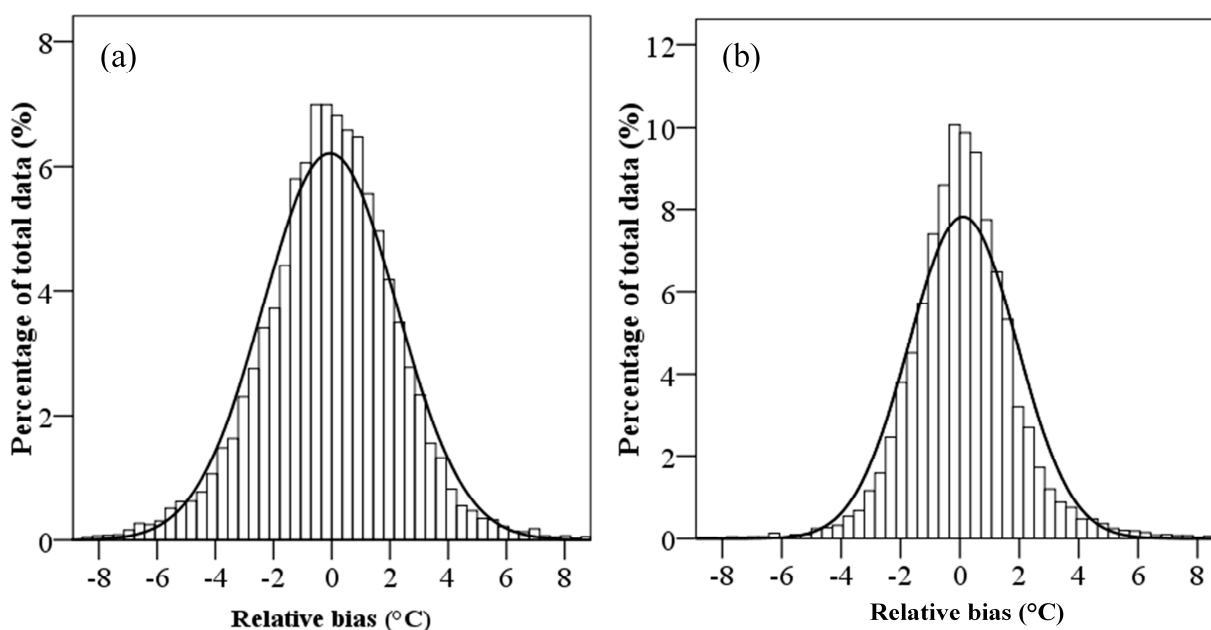 (a)
Percentage of total data (%)
8
6
4
2
0
-8 -6 -4 -2 0 2 4 6 8
Relative bias (°C)
(b)
Percentage of total data (%)
12
10
8
6
4
2
0
-8 -6 -4 -2 0 2 4 6 8
Relative bias (°C)